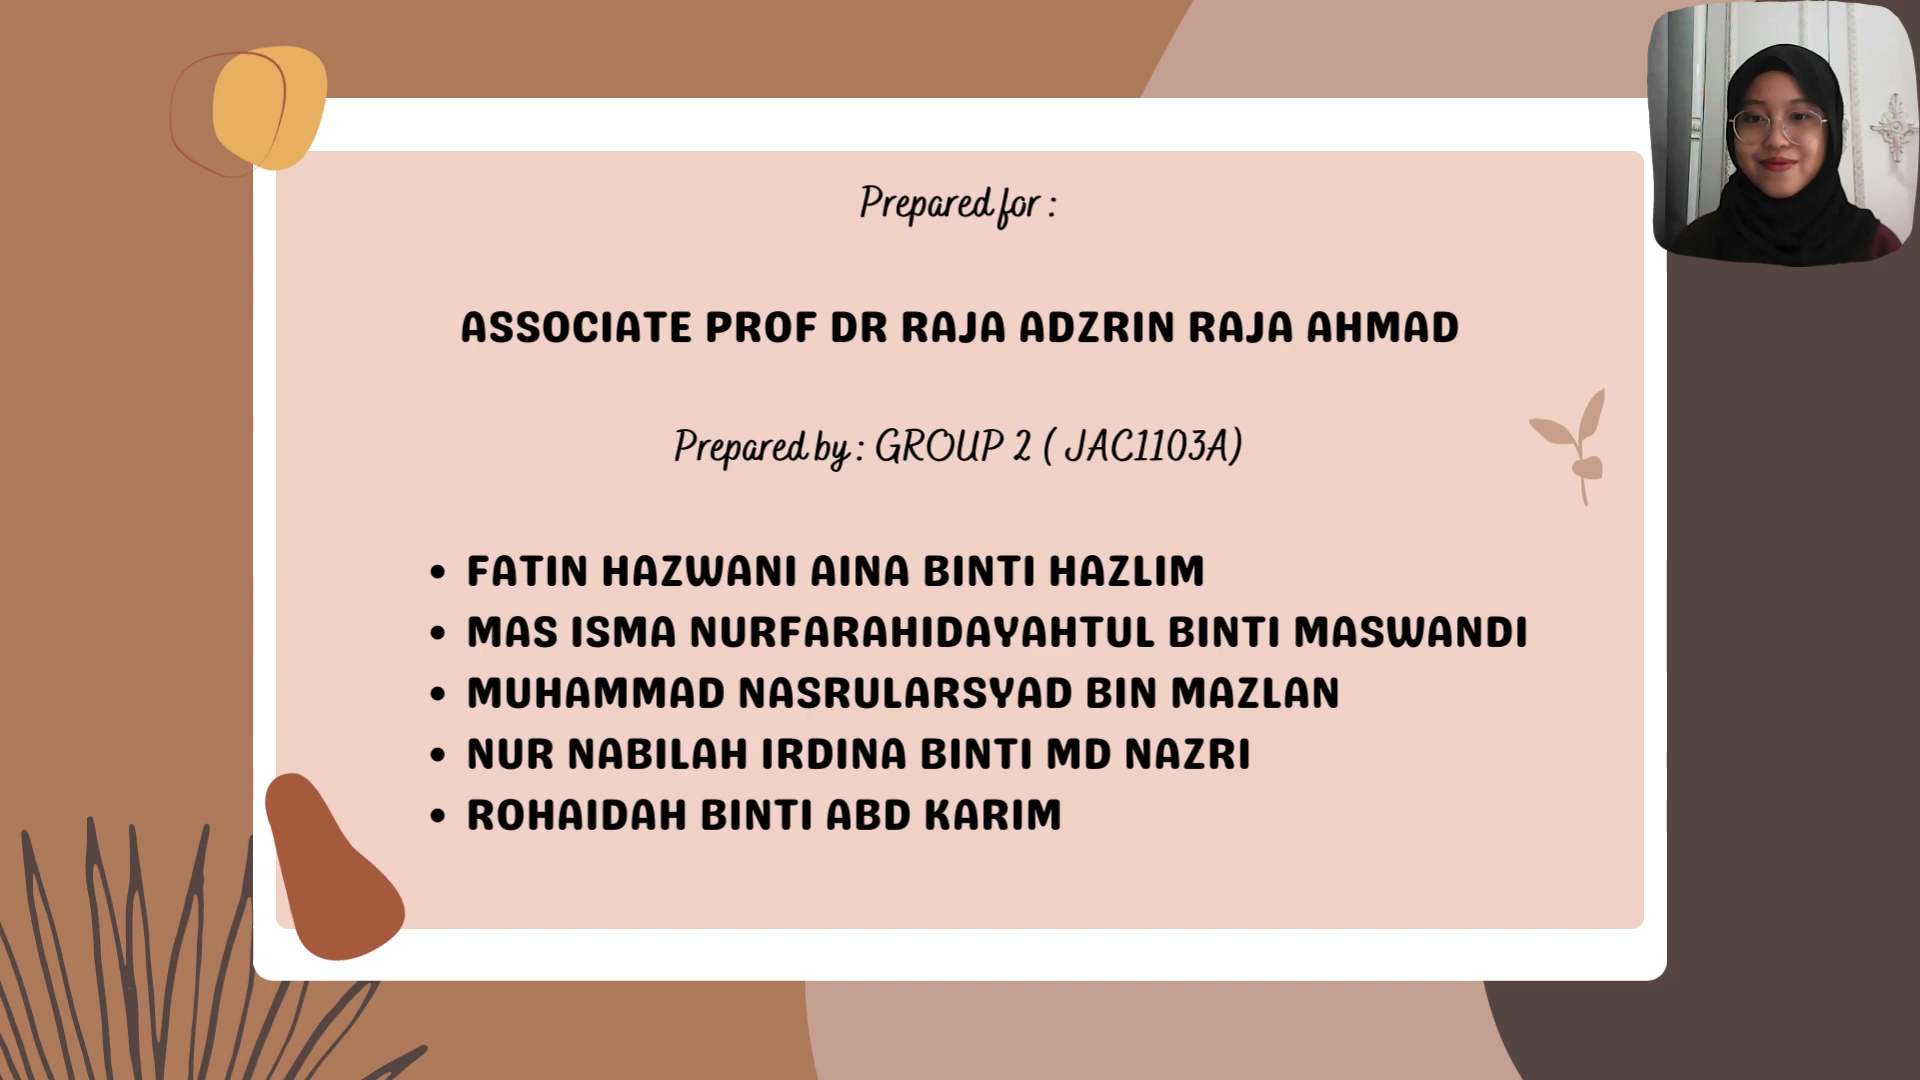 Prepared for :
ASSOCIATE PROF DR RAJA ADZRIN RAJA AHMAD
Prepared by : GROUP 2 ( JAC1103A)
• FATIN HAZWANI AINA BINTI HAZLIM
• MAS ISMA NURFARAHIDAYAHTUL BINTI MASWANDI
• MUHAMMAD NASRULARSYAD BIN MAZLAN
• NUR NABILAH IRDINA BINTI MD NAZRI
• ROHAIDAH BINTI ABD KARIM